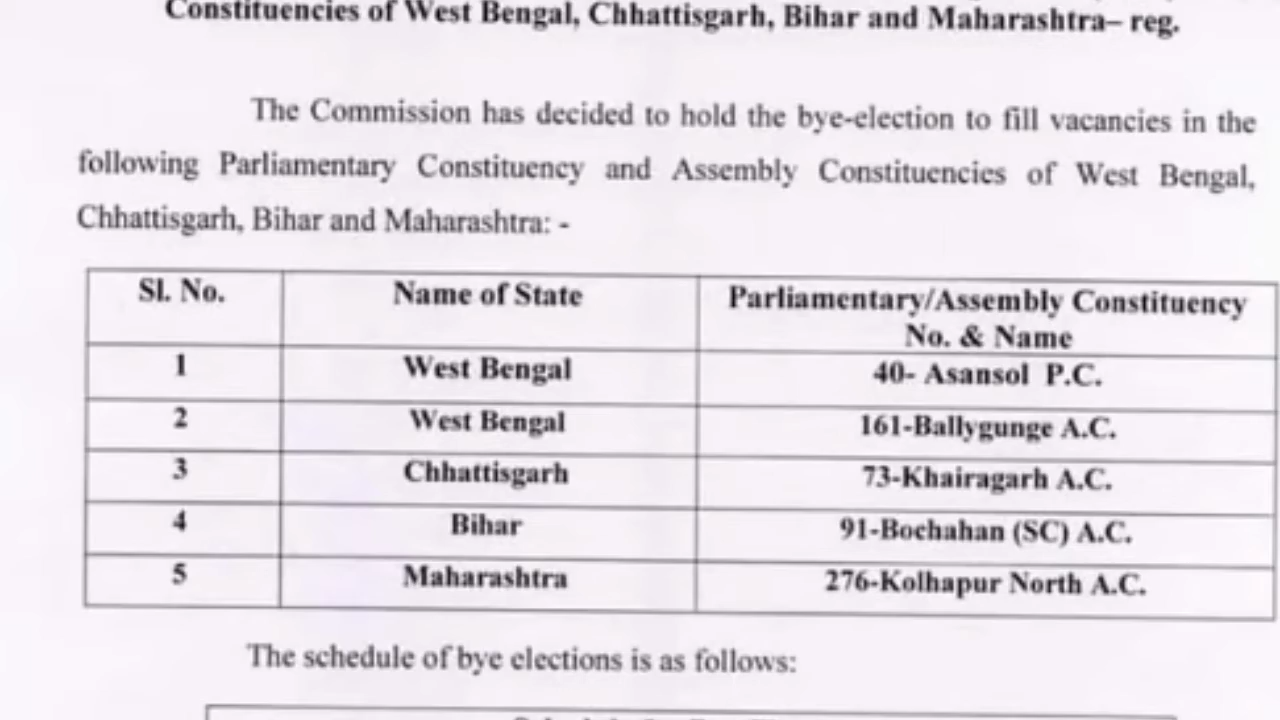 Constituencies of West Bengal, Chhattisgarh, Bihar and Maharashtra– reg.
The Commission has decided to hold the bye-election to fill vacancies in the
following Parliamentary Constituency and Assembly Constituencies of West Bengal,
Chhattisgarh, Bihar and Maharashtra: -
Sl. No. Name of State Parliamentary/Assembly Constituency
No. & Name
1 West Bengal 40- Asansol P.C.
2 West Bengal 161-Ballygunge A.C.
3 Chhattisgarh 73-Khairagarh A.C.
4 Bihar 91-Bochahan (SC) A.C.
5 Maharashtra 276-Kolhapur North A.C.
The schedule of bye elections is as follows: